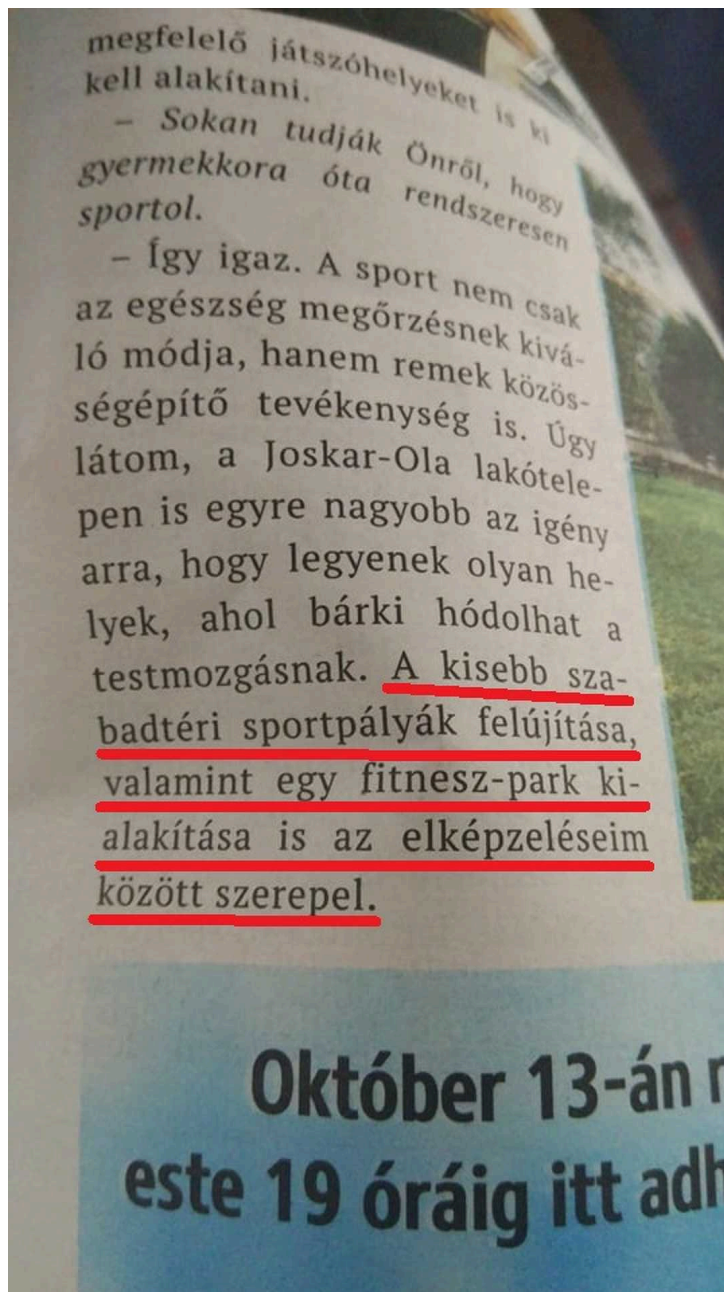 megfelelő játszóhelyeket is ki
kell alakítani.
– Sokan tudják Önről, hogy
gyermekkora óta rendszeresen
sportol.
– Így igaz. A sport nem csak
az egészség megőrzésnek kivá-
ló módja, hanem remek közös-
ségépítő tevékenység is. Úgy
látom, a Joskar-Ola lakótele-
pen is egyre nagyobb az igény
arra, hogy legyenek olyan he-
lyek, ahol bárki hódolhat a
testmozgásnak. A kisebb sza-
badtéri sportpályák felújítása,
valamint egy fitnesz-park ki-
alakítása is az elképzeléseim
között szerepel.
Október 13-án
este 19 óráig itt